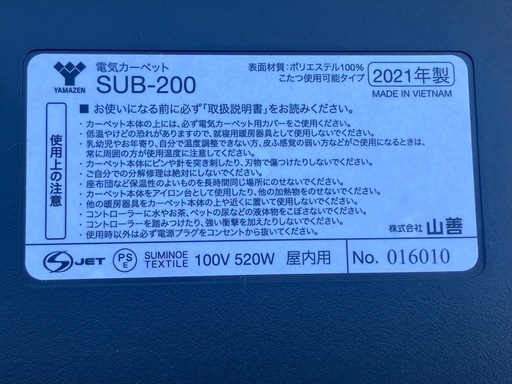 YAMAZEN
電気カーペット
SUB-200
表面材質：ポリエステル100%
こたつ使用可能タイプ
2021年製
MADE IN VIETNAM
■お使いになる前に必ず「取扱説明書」をお読みください。
使用上の注意
・カーペット本体の上には、必ず電気カーペット用カバーをご使用ください。
・低温やけどの恐れがありますので、就寝用暖房器具として使用しないでください。
・乳幼児やお年寄り、自分で温度調整できない方、皮ふ感覚の弱い方などがご使用になるときは、
常に周囲の方が使用温度に注意してください。
・カーペット本体にピンや針を突き刺したり、刃物で傷つけたりしないでください。
・ご自分での分解修理は絶対にしないでください。
・座布団など保温性のよいものを長時間同じ場所にのせないでください。
・カーペット本体をアイロン台として使用したり、他の加熱物をのせないでください。
・他の暖房器具をカーペット本体の上や近くに置いて使用しないでください。
・コントローラーに水やお茶、ペットの尿などの液体物をこぼさないでください。
・コントローラーを踏みつけたり、強い衝撃を加えたりしないでください。
・使用時以外は必ず電源プラグをコンセントから抜いてください。
株式会社 山善
S JET
PS E
SUMINOE TEXTILE
100V 520W 屋内用
No. 016010